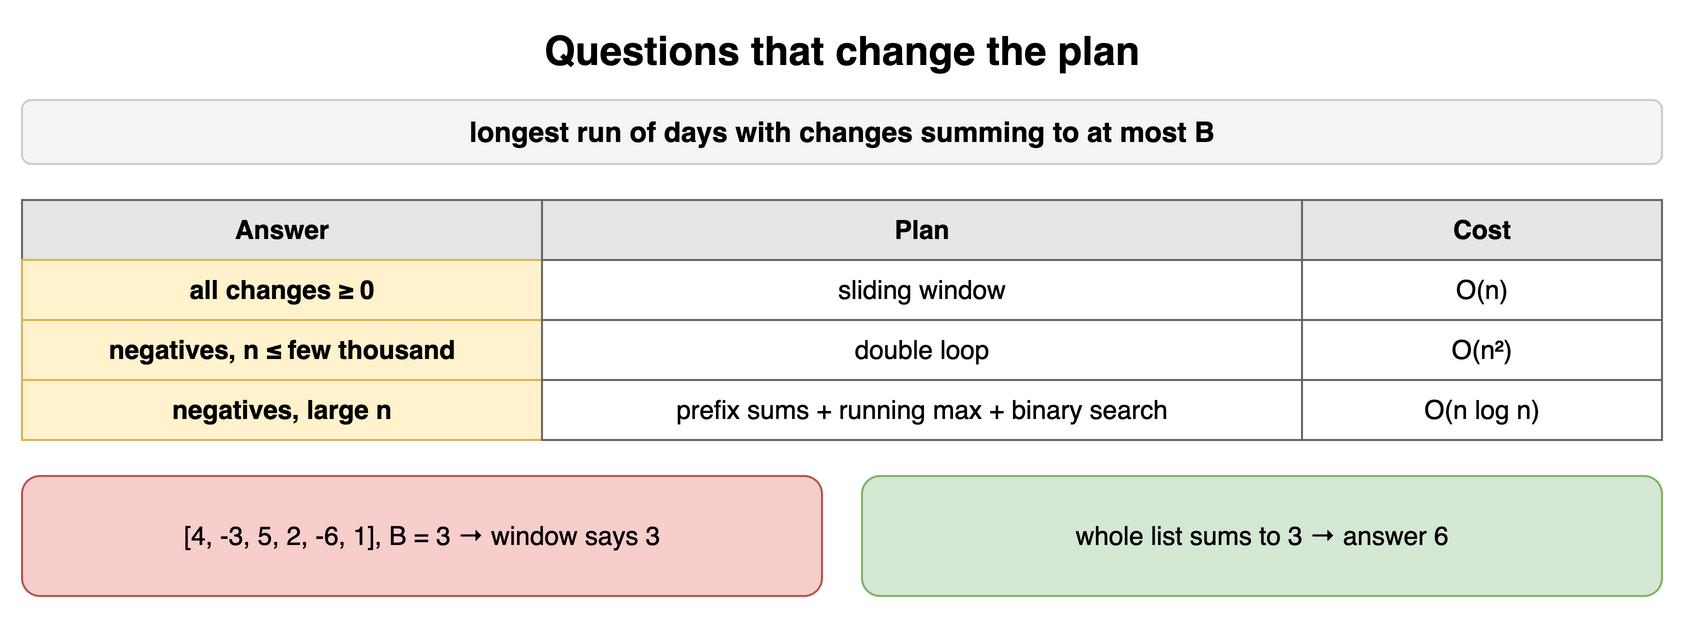 Questions that change the plan
longest run of days with changes summing to at most B
Answer Plan Cost
all changes ≥ 0 sliding window O(n)
negatives, n ≤ few thousand double loop O(n²)
negatives, large n prefix sums + running max + binary search O(n log n)
[4, -3, 5, 2, -6, 1], B = 3 → window says 3
whole list sums to 3 → answer 6